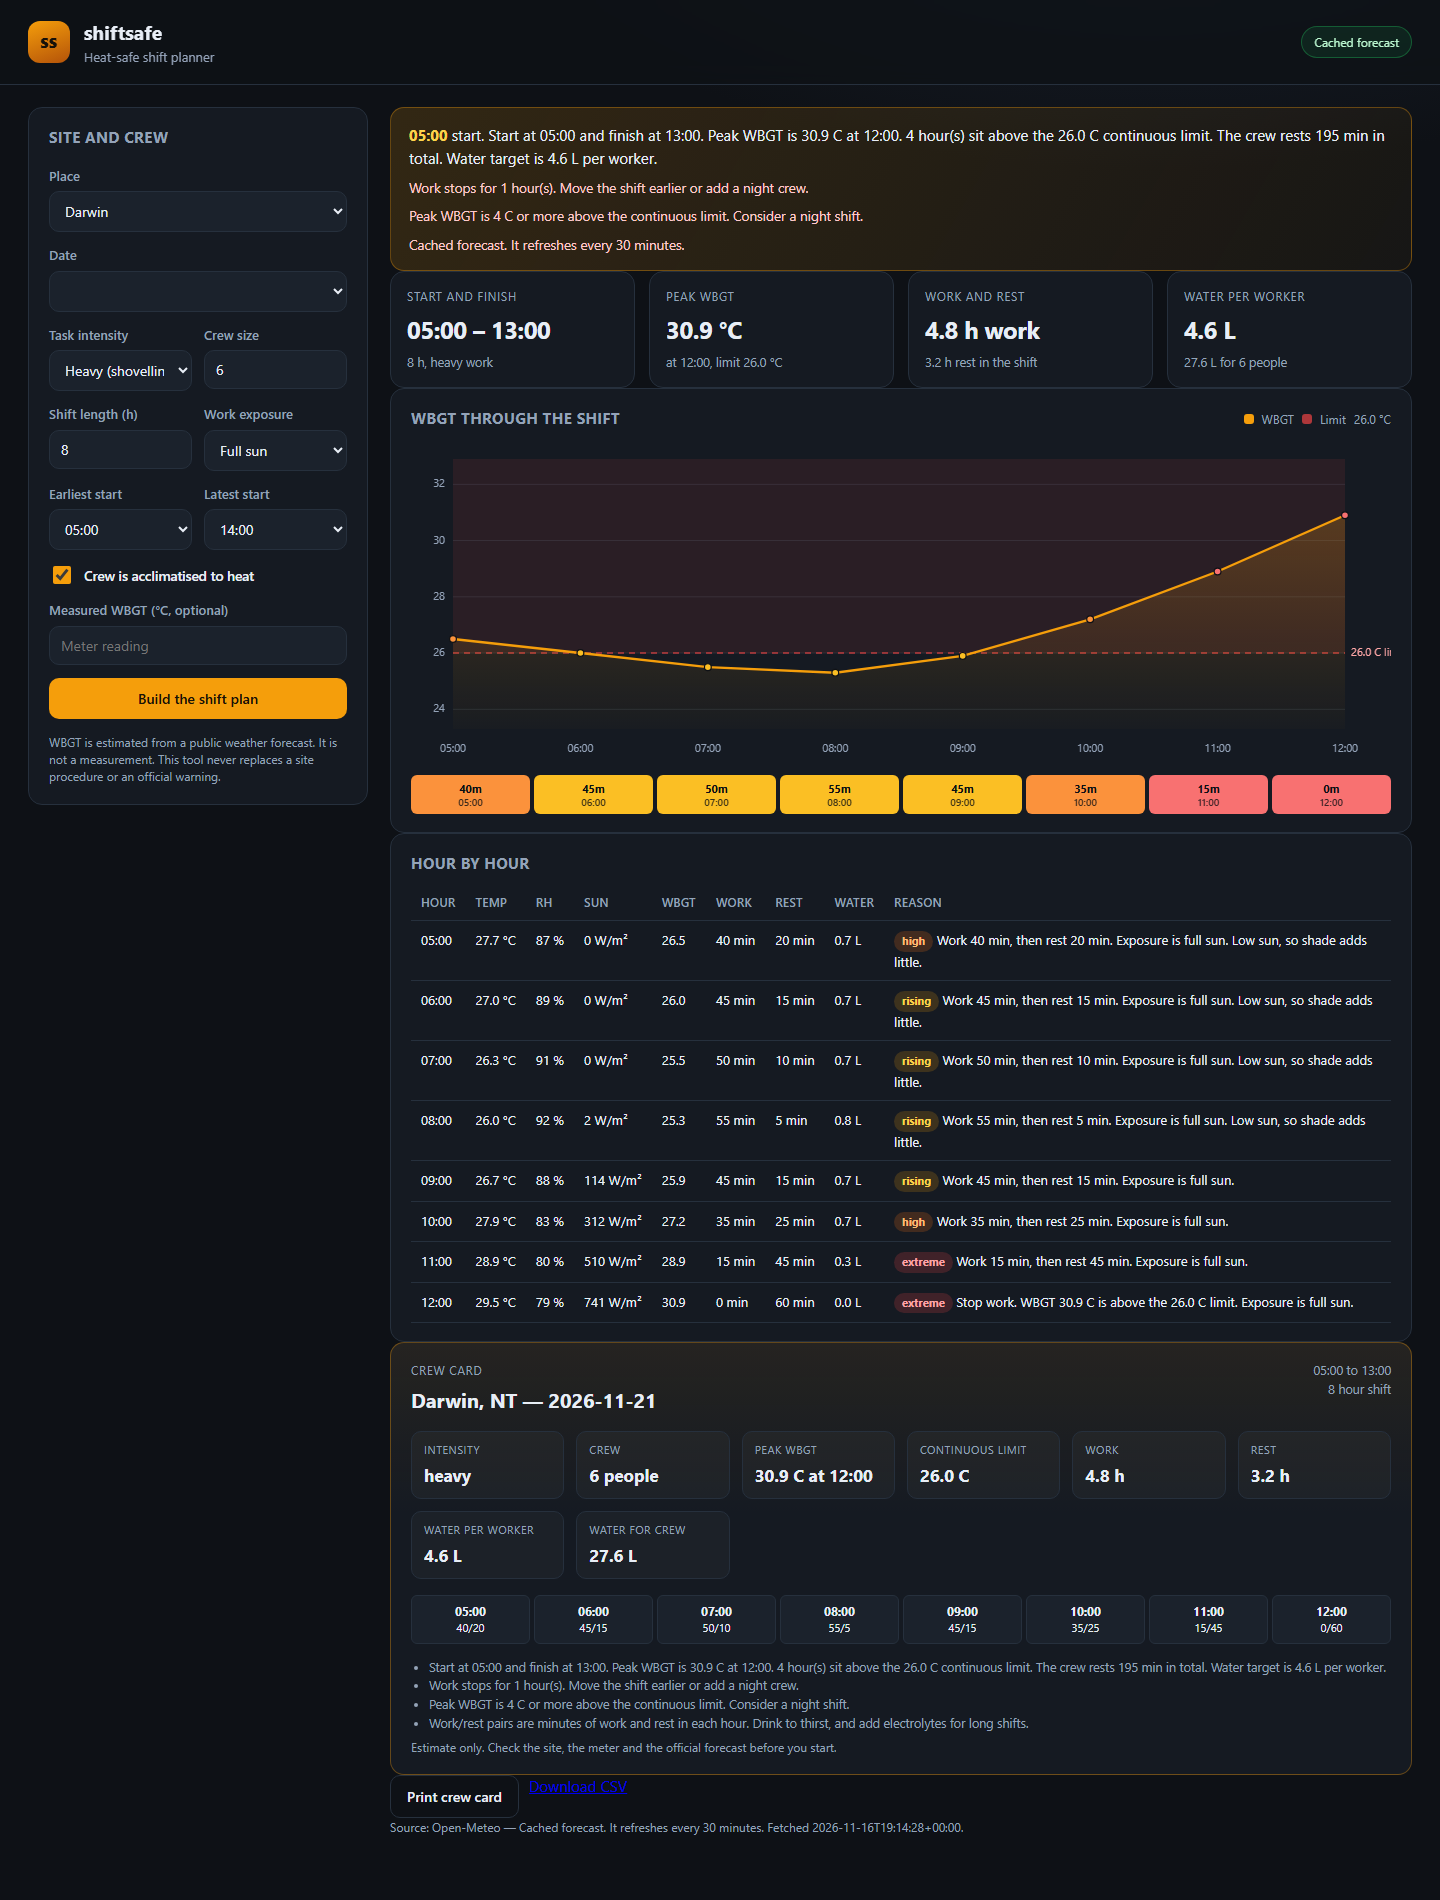 ss
shiftsafe
Heat-safe shift planner
Cached forecast
SITE AND CREW
Place
Darwin
Date
Task intensity
Crew size
Heavy (shovellin
6
Shift length (h)
Work exposure
8
Full sun
Earliest start
Latest start
05:00
14:00
Crew is acclimatised to heat
Measured WBGT (°C, optional)
Meter reading
Build the shift plan
WBGT is estimated from a public weather forecast. It is
not a measurement. This tool never replaces a site
procedure or an official warning.
05:00 start. Start at 05:00 and finish at 13:00. Peak WBGT is 30.9 C at 12:00. 4 hour(s) sit above the 26.0 C continuous limit. The crew rests 195 min in
total. Water target is 4.6 L per worker.
Work stops for 1 hour(s). Move the shift earlier or add a night crew.
Peak WBGT is 4 C or more above the continuous limit. Consider a night shift.
Cached forecast. It refreshes every 30 minutes.
START AND FINISH
05:00 – 13:00
8 h, heavy work
PEAK WBGT
30.9 °C
at 12:00, limit 26.0 °C
WORK AND REST
4.8 h work
3.2 h rest in the shift
WATER PER WORKER
4.6 L
27.6 L for 6 people
WBGT THROUGH THE SHIFT
WBGT Limit 26.0 °C
32
30
28
26
24
26.0 C li
05:00 06:00 07:00 08:00 09:00 10:00 11:00 12:00
40m 45m 50m 55m 45m 35m 15m 0m
05:00 06:00 07:00 08:00 09:00 10:00 11:00 12:00
HOUR BY HOUR
HOUR TEMP RH SUN WBGT WORK REST WATER REASON
05:00 27.7 °C 87 % 0 W/m² 26.5 40 min 20 min 0.7 L high Work 40 min, then rest 20 min. Exposure is full sun. Low sun, so shade adds
little.
06:00 27.0 °C 89 % 0 W/m² 26.0 45 min 15 min 0.7 L rising Work 45 min, then rest 15 min. Exposure is full sun. Low sun, so shade adds
little.
07:00 26.3 °C 91 % 0 W/m² 25.5 50 min 10 min 0.7 L rising Work 50 min, then rest 10 min. Exposure is full sun. Low sun, so shade adds
little.
08:00 26.0 °C 92 % 2 W/m² 25.3 55 min 5 min 0.8 L rising Work 55 min, then rest 5 min. Exposure is full sun. Low sun, so shade adds
little.
09:00 26.7 °C 88 % 114 W/m² 25.9 45 min 15 min 0.7 L rising Work 45 min, then rest 15 min. Exposure is full sun.
10:00 27.9 °C 83 % 312 W/m² 27.2 35 min 25 min 0.7 L high Work 35 min, then rest 25 min. Exposure is full sun.
11:00 28.9 °C 80 % 510 W/m² 28.9 15 min 45 min 0.3 L extreme Work 15 min, then rest 45 min. Exposure is full sun.
12:00 29.5 °C 79 % 741 W/m² 30.9 0 min 60 min 0.0 L extreme Stop work. WBGT 30.9 C is above the 26.0 C limit. Exposure is full sun.
CREW CARD
Darwin, NT — 2026-11-21
05:00 to 13:00
8 hour shift
INTENSITY
heavy
CREW
6 people
PEAK WBGT
30.9 C at 12:00
CONTINUOUS LIMIT
26.0 C
WORK
4.8 h
REST
3.2 h
WATER PER WORKER
4.6 L
WATER FOR CREW
27.6 L
05:00 06:00 07:00 08:00 09:00 10:00 11:00 12:00
40/20 45/15 50/10 55/5 45/15 35/25 15/45 0/60
• Start at 05:00 and finish at 13:00. Peak WBGT is 30.9 C at 12:00. 4 hour(s) sit above the 26.0 C continuous limit. The crew rests 195 min in total. Water target is 4.6 L per worker.
• Work stops for 1 hour(s). Move the shift earlier or add a night crew.
• Peak WBGT is 4 C or more above the continuous limit. Consider a night shift.
• Work/rest pairs are minutes of work and rest in each hour. Drink to thirst, and add electrolytes for long shifts.
Estimate only. Check the site, the meter and the official forecast before you start.
Print crew card
Download CSV
Source: Open-Meteo — Cached forecast. It refreshes every 30 minutes. Fetched 2026-11-16T19:14:28+00:00.